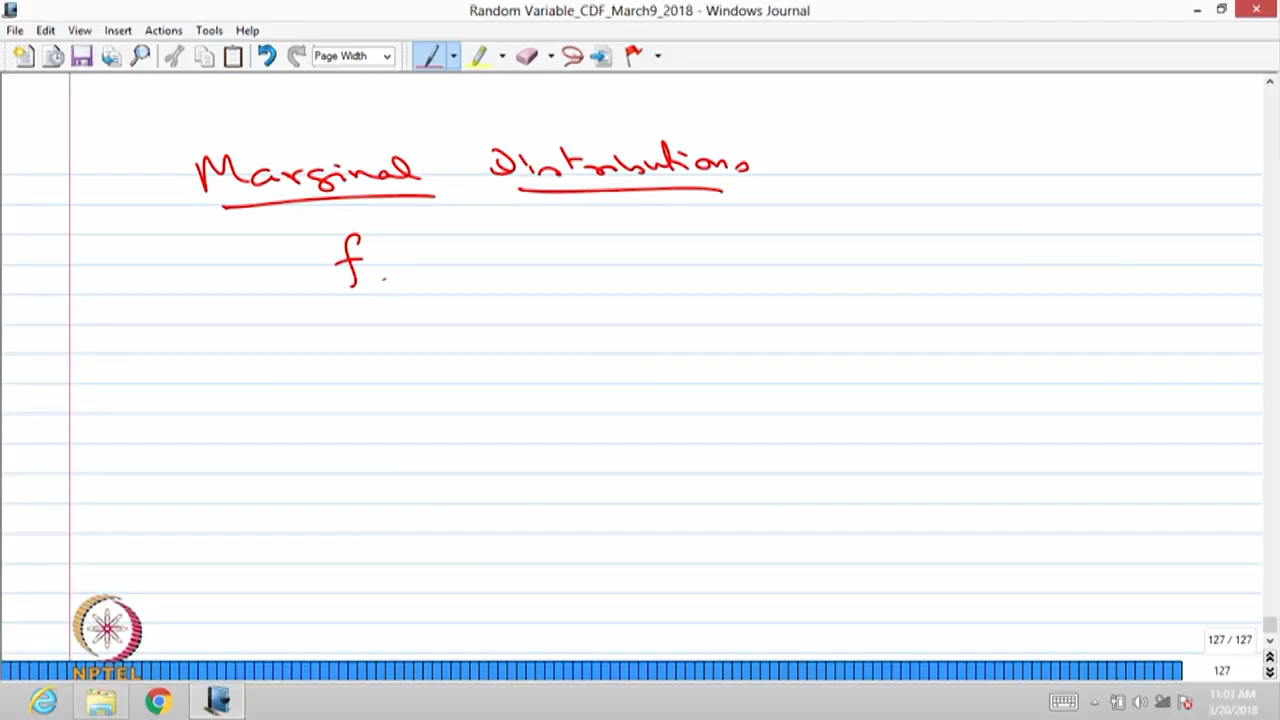 Random Variable_CDF_March9_2018 - Windows Journal
File Edit View Insert Actions Tools Help
Page Width
Marginal Distributions
f
127 / 127
NPTEL
127
11:03 AM
3/20/2018